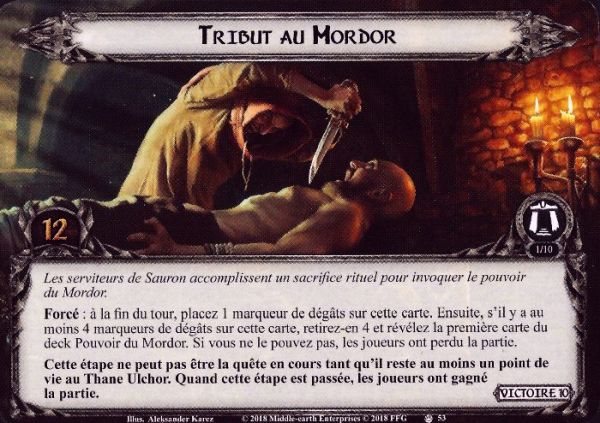 TRIBUT AU MORDOR
12
1/10
Les serviteurs de Sauron accomplissent un sacrifice rituel pour invoquer le pouvoir
du Mordor.
Forcé : à la fin du tour, placez 1 marqueur de dégâts sur cette carte. Ensuite, s'il y a au
moins 4 marqueurs de dégâts sur cette carte, retirez-en 4 et révélez la première carte du
deck Pouvoir du Mordor. Si vous ne le pouvez pas, les joueurs ont perdu la partie.
Cette étape ne peut pas être la quête en cours tant qu'il reste au moins un point de
vie au Thane Ulchor. Quand cette étape est passée, les joueurs ont gagné
la partie.
VICTOIRE 10
Illus. Aleksander Karcz © 2018 Middle-earth Enterprises © 2018 FFG 53